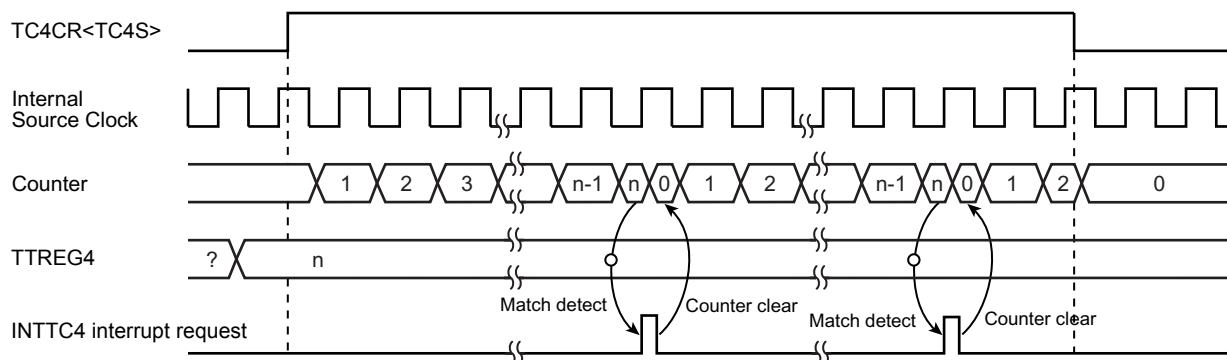 TC4CR<TC4S>
Internal
Source Clock
Counter
1 2 3 n-1 n 0 1 2 n-1 n 0 1 2 0
TTREG4
? n
Match detect Counter clear Match detect Counter clear
INTTC4 interrupt request